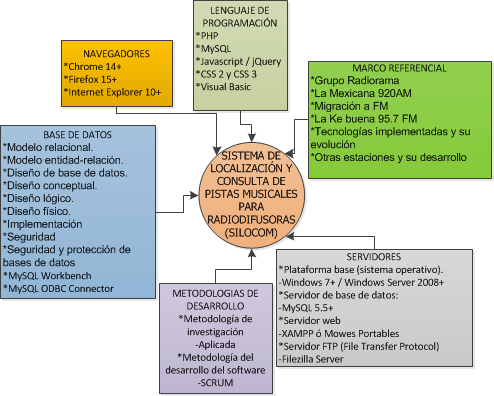 LENGUAJE DE
PROGRAMACIÓN
*PHP
*MySQL
*Javascript / jQuery
*CSS 2 y CSS 3
*Visual Basic
NAVEGADORES
*Chrome 14+
*Firefox 15+
*Internet Explorer 10+
MARCO REFERENCIAL
*Grupo Radiorama
*La Mexicana 920AM
*Migración a FM
*La Ke buena 95.7 FM
*Tecnologías implementadas y su
evolución
*Otras estaciones y su desarrollo
BASE DE DATOS
*Modelo relacional.
*Modelo entidad-relación.
*Diseño de base de datos.
*Diseño conceptual.
*Diseño lógico.
*Diseño físico.
*Implementación
*Seguridad
*Seguridad y protección de
bases de datos
*MySQL Workbench
*MySQL ODBC Connector
SISTEMA DE
LOCALIZACIÓN Y
CONSULTA DE
PISTAS MUSICALES
PARA
RADIODIFUSORAS
(SILOCOM)
METODOLOGIAS DE
DESARROLLO
*Metodología de
investigación
-Aplicada
*Metodología del
desarrollo del software
-SCRUM
SERVIDORES
*Plataforma base (sistema operativo).
-Windows 7+ / Windows Server 2008+
*Servidor de base de datos:
-MySQL 5.5+
*Servidor web
-XAMPP ó Mowes Portables
*Servidor FTP (File Transfer Protocol)
-Filezilla Server